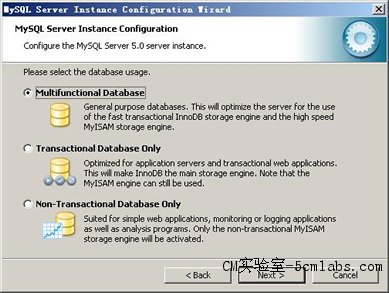 MySQL Server Instance Configuration Wizard
MySQL Server Instance Configuration
Configure the MySQL Server 5.0 server instance.
Please select the database usage.
Multifunctional Database
General purpose databases. This will optimize the server for the use
of the fast transactional InnoDB storage engine and the high speed
MyISAM storage engine.
Transactional Database Only
Optimized for application servers and transactional web applications.
This will make InnoDB the main storage engine. Note that the
MyISAM engine can still be used.
Non-Transactional Database Only
Suited for simple web applications, monitoring or logging applications
as well as analysis programs. Only the non-transactional MyISAM
storage engine will be activated.
< Back
Next >
Cancel
CM实验室-5cmlabs.com